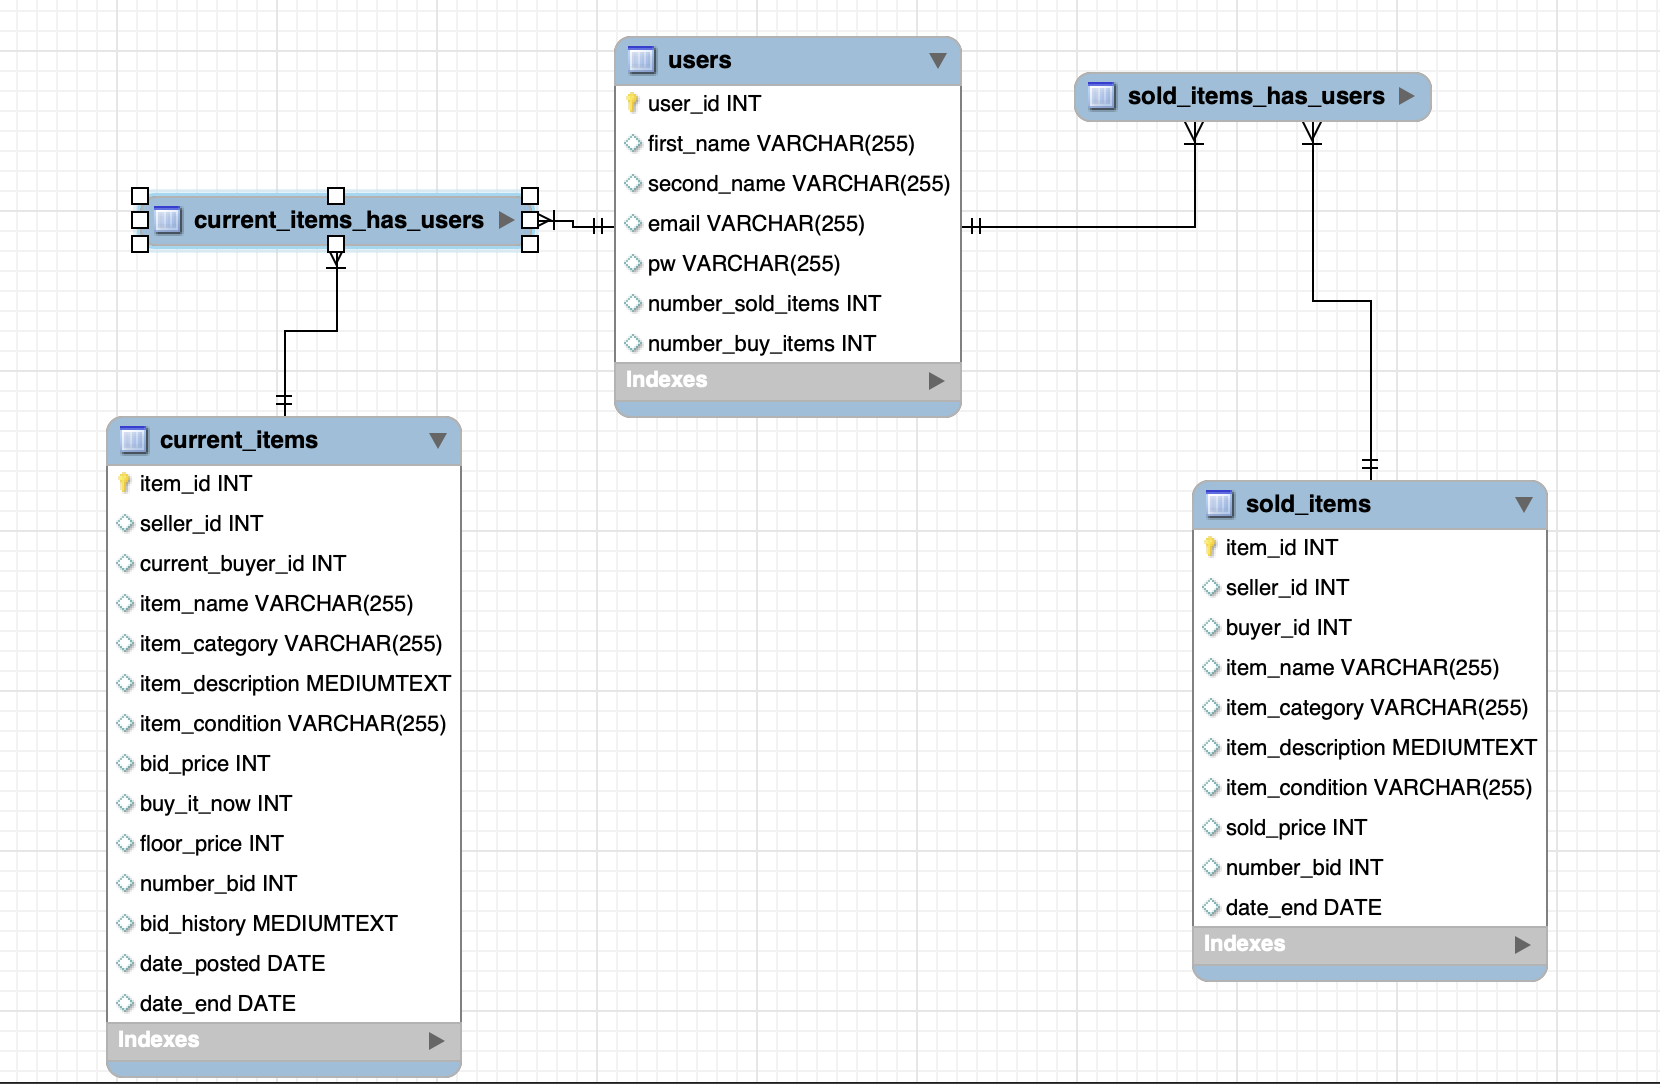 users
user_id INT
first_name VARCHAR(255)
second_name VARCHAR(255)
email VARCHAR(255)
pw VARCHAR(255)
number_sold_items INT
number_buy_items INT
Indexes
sold_items_has_users
current_items_has_users
current_items
item_id INT
seller_id INT
current_buyer_id INT
item_name VARCHAR(255)
item_category VARCHAR(255)
item_description MEDIUMTEXT
item_condition VARCHAR(255)
bid_price INT
buy_it_now INT
floor_price INT
number_bid INT
bid_history MEDIUMTEXT
date_posted DATE
date_end DATE
Indexes
sold_items
item_id INT
seller_id INT
buyer_id INT
item_name VARCHAR(255)
item_category VARCHAR(255)
item_description MEDIUMTEXT
item_condition VARCHAR(255)
sold_price INT
number_bid INT
date_end DATE
Indexes